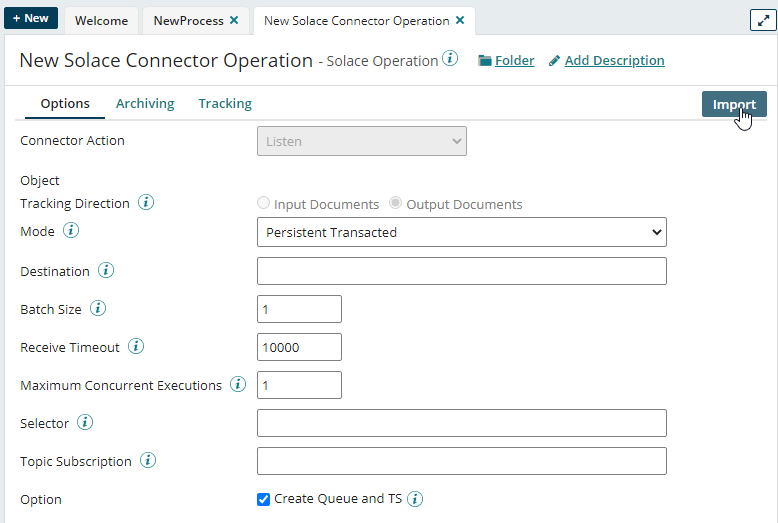 + New Welcome NewProcess × New Solace Connector Operation ×
New Solace Connector Operation - Solace Operation i Folder Add Description
Options Archiving Tracking Import
Connector Action Listen
Object
Tracking Direction i Input Documents Output Documents
Mode i Persistent Transacted
Destination i
Batch Size i 1
Receive Timeout i 10000
Maximum Concurrent Executions i 1
Selector i
Topic Subscription i
Option Create Queue and TS i